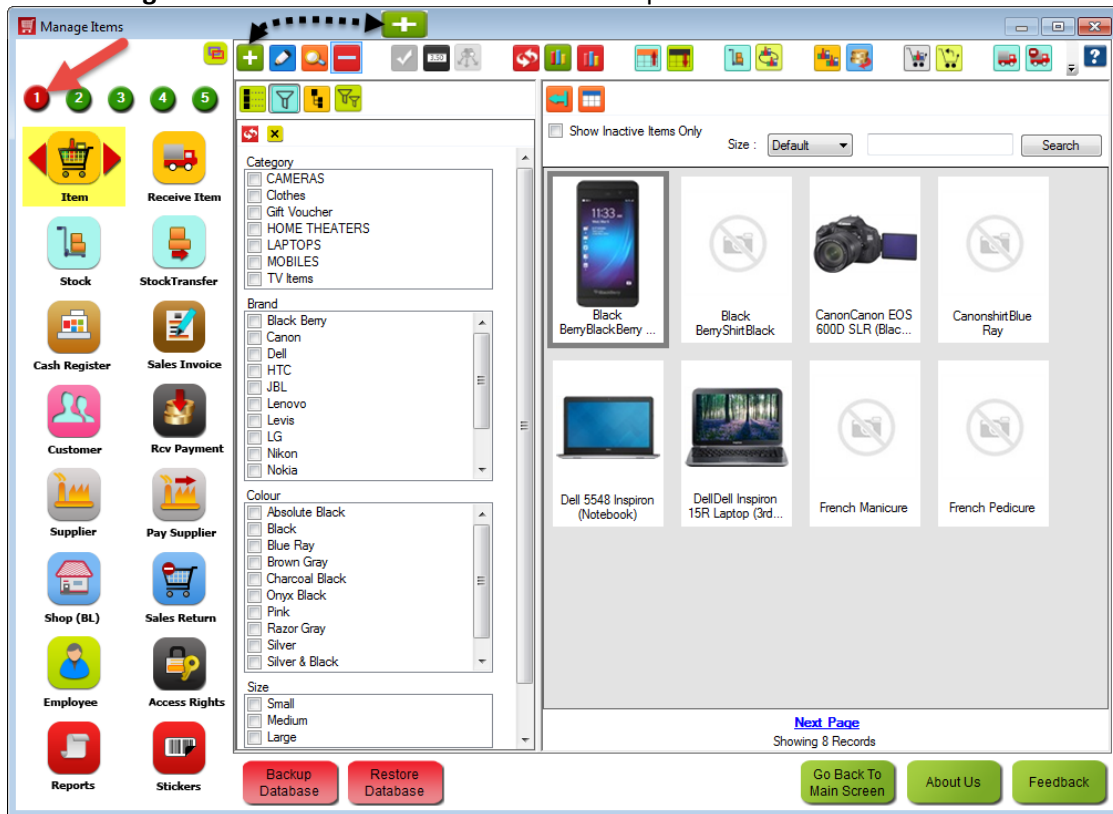 Manage Items
3.50
?
1 2 3 4 5
Item
Receive Item
Stock
StockTransfer
Cash Register
Sales Invoice
Customer
Rcv Payment
Supplier
Pay Supplier
Shop (BL)
Sales Return
Employee
Access Rights
Reports
Stickers
Category
CAMERAS
Clothes
Gift Voucher
HOME THEATERS
LAPTOPS
MOBILES
TV Items
Brand
Black Berry
Canon
Dell
HTC
JBL
Lenovo
Levis
LG
Nikon
Nokia
Colour
Absolute Black
Black
Blue Ray
Brown Gray
Charcoal Black
Onyx Black
Pink
Razor Gray
Silver
Silver & Black
Size
Small
Medium
Large
Show Inactive Items Only
Size : Default
Search
11:33
Black
BerryBlackBerry ...
Black
BerryShirtBlack
CanonCanon EOS
600D SLR (Blac...
CanonshirtBlue
Ray
Dell 5548 Inspiron
(Notebook)
DellDell Inspiron
15R Laptop (3rd...
French Manicure
French Pedicure
Next Page
Showing 8 Records
Backup
Database
Restore
Database
Go Back To
Main Screen
About Us
Feedback